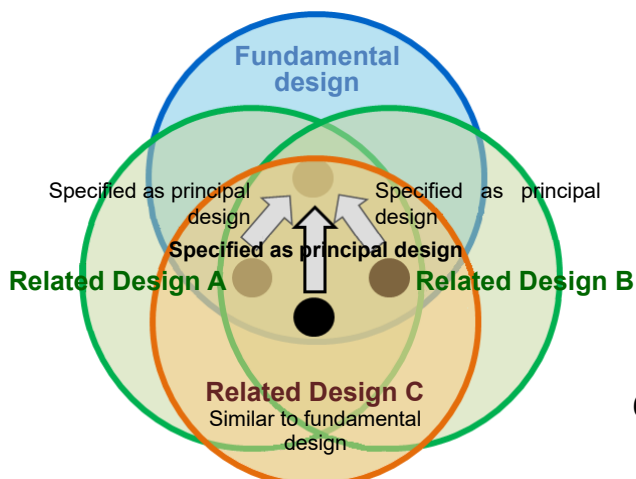 Fundamental
design
Specified as principal
design
Specified as principal
design
Specified as principal design
Related Design A
Related Design B
Related Design C
Similar to fundamental
design